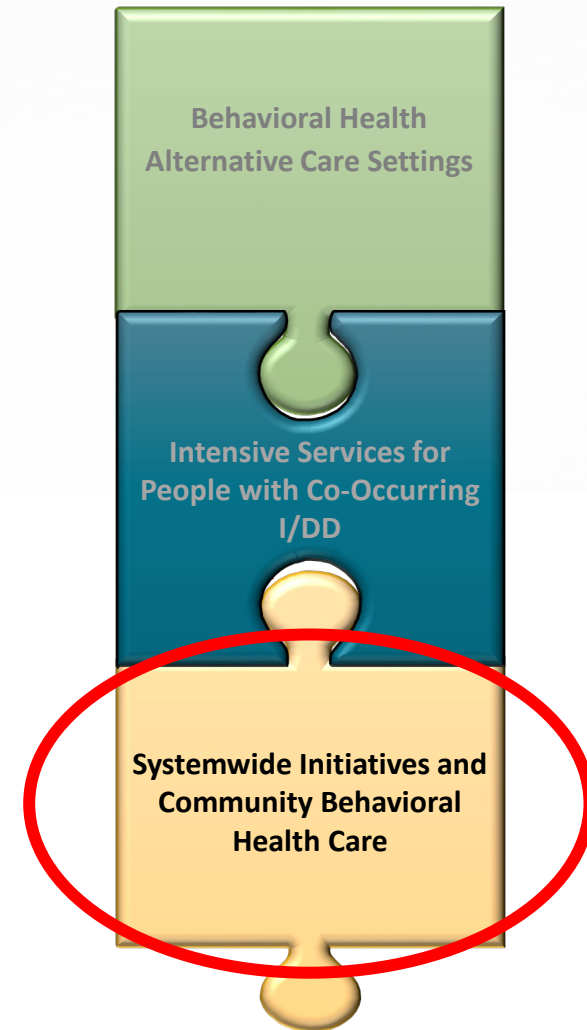 Behavioral Health
Alternative Care Settings
Intensive Services for
People with Co-Occurring
I/DD
Systemwide Initiatives and
Community Behavioral
Health Care